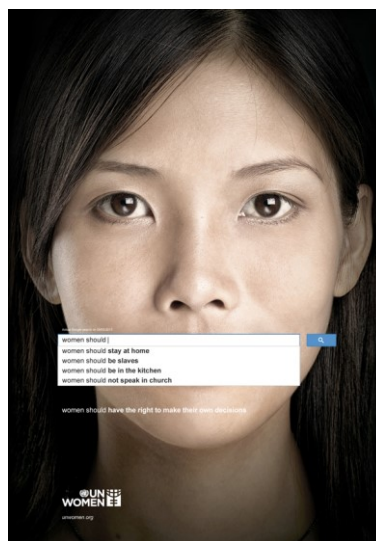 women should
women should stay at home
women should be slaves
women should be in the kitchen
women should not speak in church
women should have the right to make their own decisions
UN
WOMEN
unwomen.org